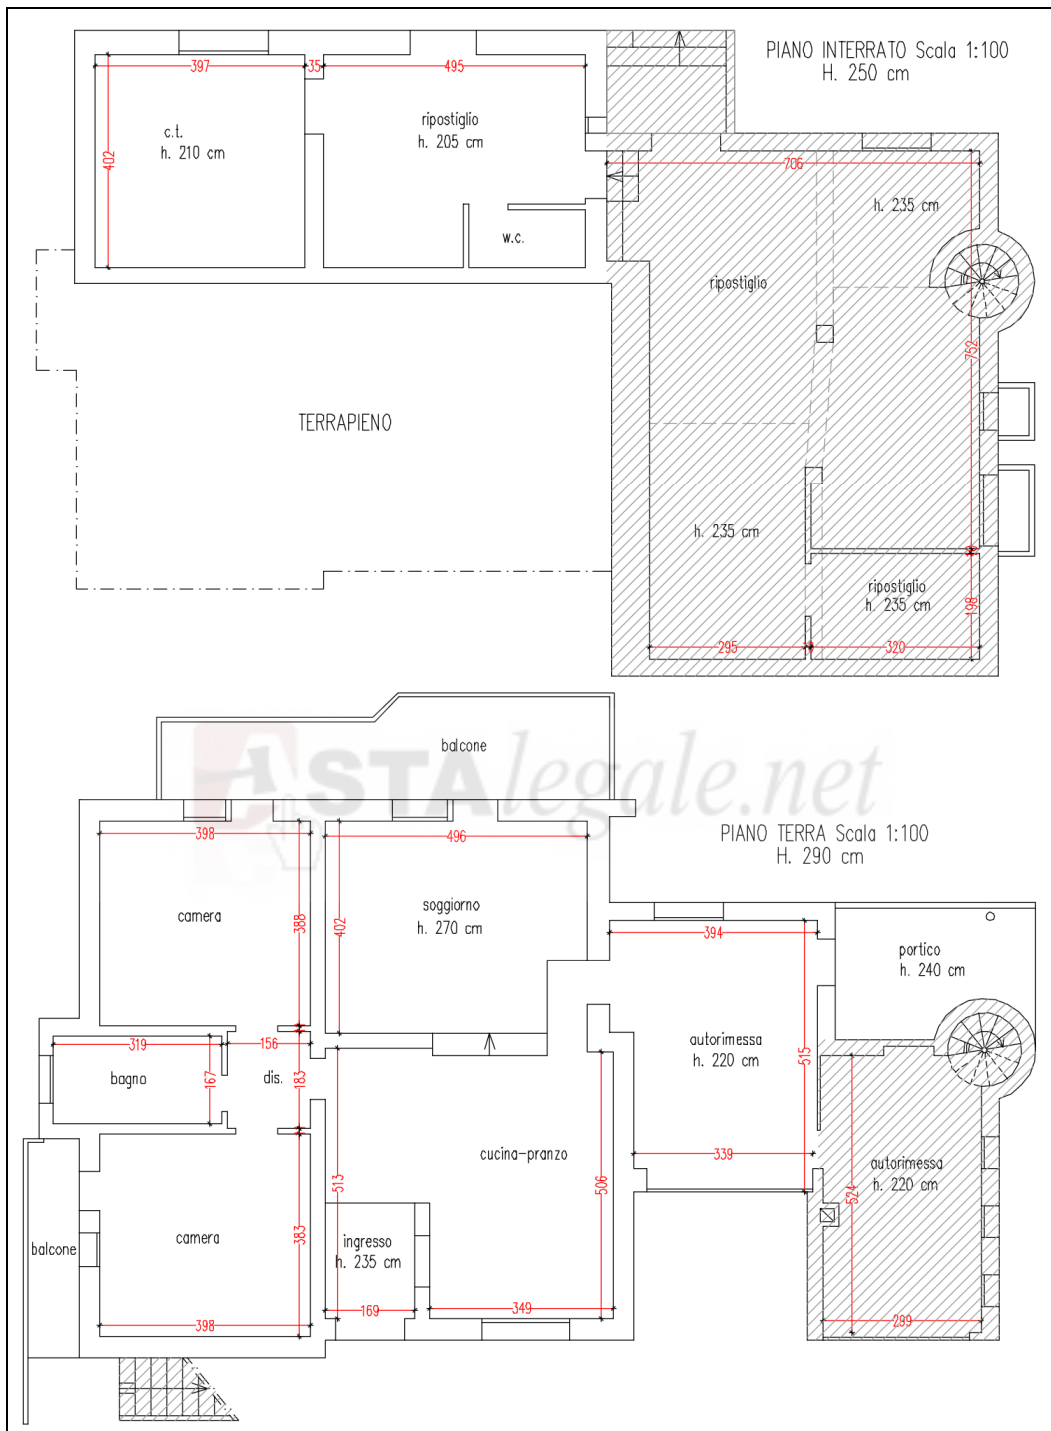 PIANO INTERRATO Scala 1:100
H. 250 cm
397
35
495
c.t.
h. 210 cm
402
ripostiglio
h. 205 cm
w.c.
706
h. 235 cm
ripostiglio
752
TERRAPIENO
h. 235 cm
10
ripostiglio
h. 235 cm
198
295
320
balcone
ASTAlegale.net
PIANO TERRA Scala 1:100
H. 290 cm
398
496
camera
388
soggiorno
h. 270 cm
402
394
portico
h. 240 cm
autorimessa
h. 220 cm
515
319
156
bagno
167
dis.
183
cucina-pranzo
339
autorimessa
h. 220 cm
524
513
506
camera
383
balcone
ingresso
h. 235 cm
169
349
398
299